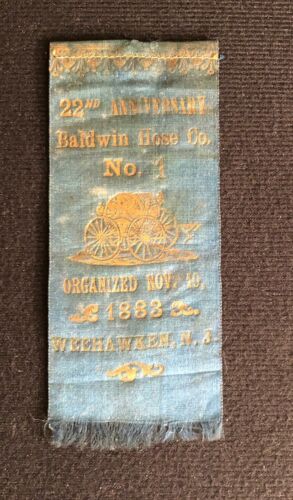 22ND ANNIVERSARY
Baldwin Hose Co.
No. 1
ORGANIZED NOV. 10,
1883
WEEHAWKEN, N. J.